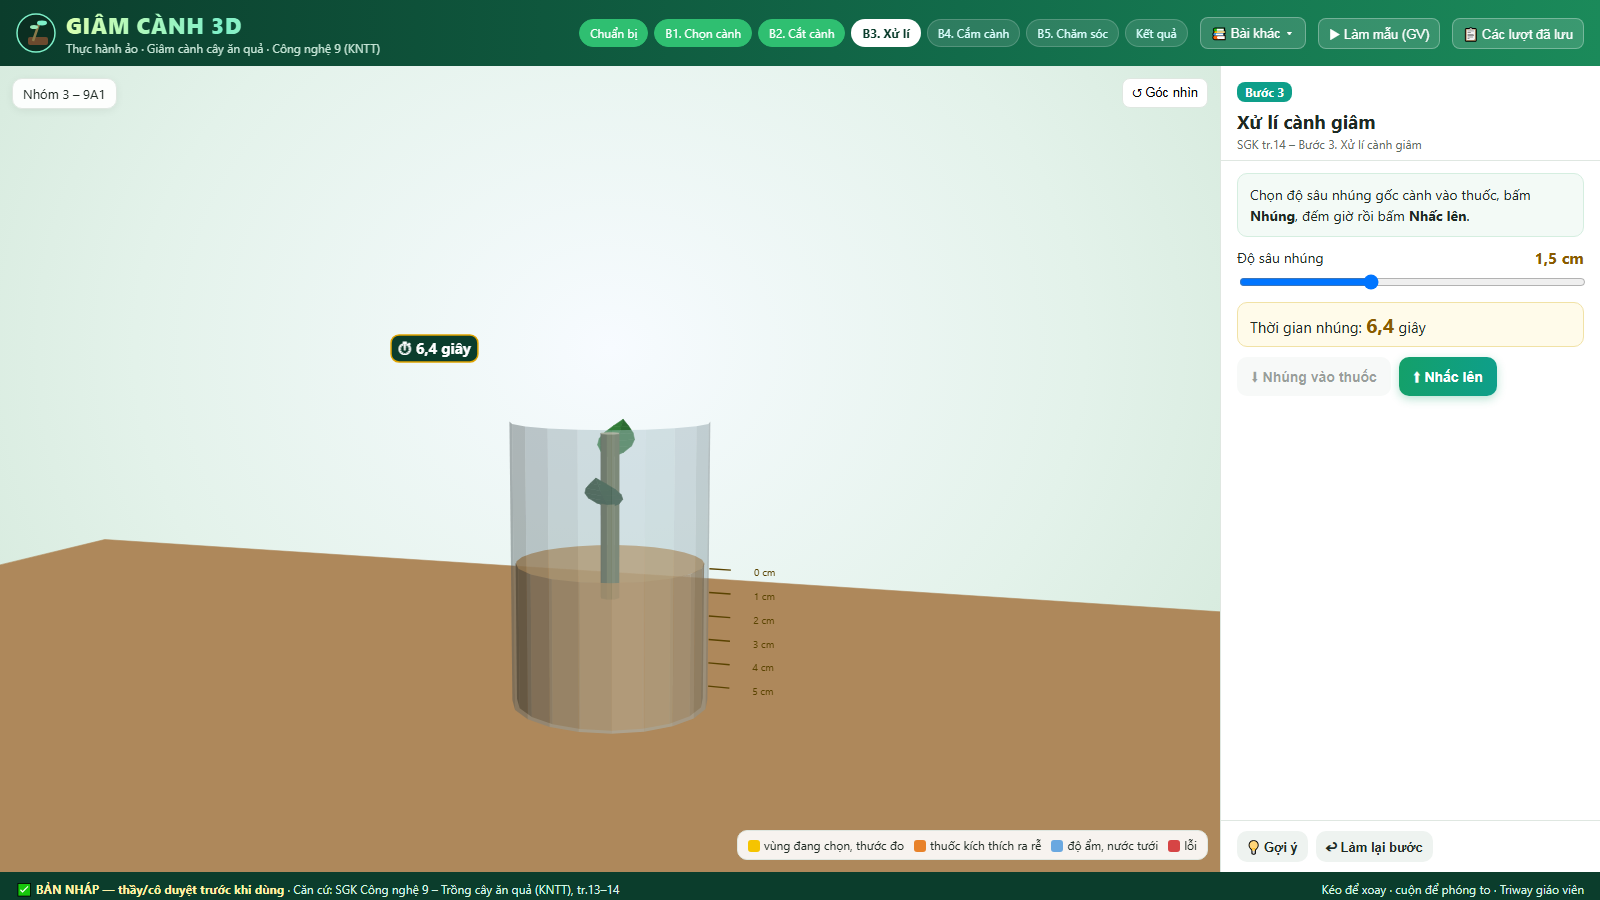 GIÂM CÀNH 3D
Thực hành ảo · Giâm cành cây ăn quả · Công nghệ 9 (KNTT)
Chuẩn bị
B1. Chọn cành
B2. Cắt cành
B3. Xử lí
B4. Cắm cành
B5. Chăm sóc
Kết quả
Bài khác
Làm mẫu (GV)
Các lượt đã lưu
Nhóm 3 – 9A1
Góc nhìn
6,4 giây
0 cm
1 cm
2 cm
3 cm
4 cm
5 cm
vùng đang chọn, thước đo
thuốc kích thích ra rễ
độ ẩm, nước tưới
lỗi
Bước 3
Xử lí cành giâm
SGK tr.14 – Bước 3. Xử lí cành giâm
Chọn độ sâu nhúng gốc cành vào thuốc, bấm
Nhúng, đếm giờ rồi bấm Nhấc lên.
Độ sâu nhúng 1,5 cm
Thời gian nhúng: 6,4 giây
Nhúng vào thuốc
Nhấc lên
Gợi ý
Làm lại bước
BẢN NHÁP — thầy/cô duyệt trước khi dùng · Căn cứ: SGK Công nghệ 9 – Trồng cây ăn quả (KNTT), tr.13–14
Kéo để xoay · cuộn để phóng to · Triway giáo viên